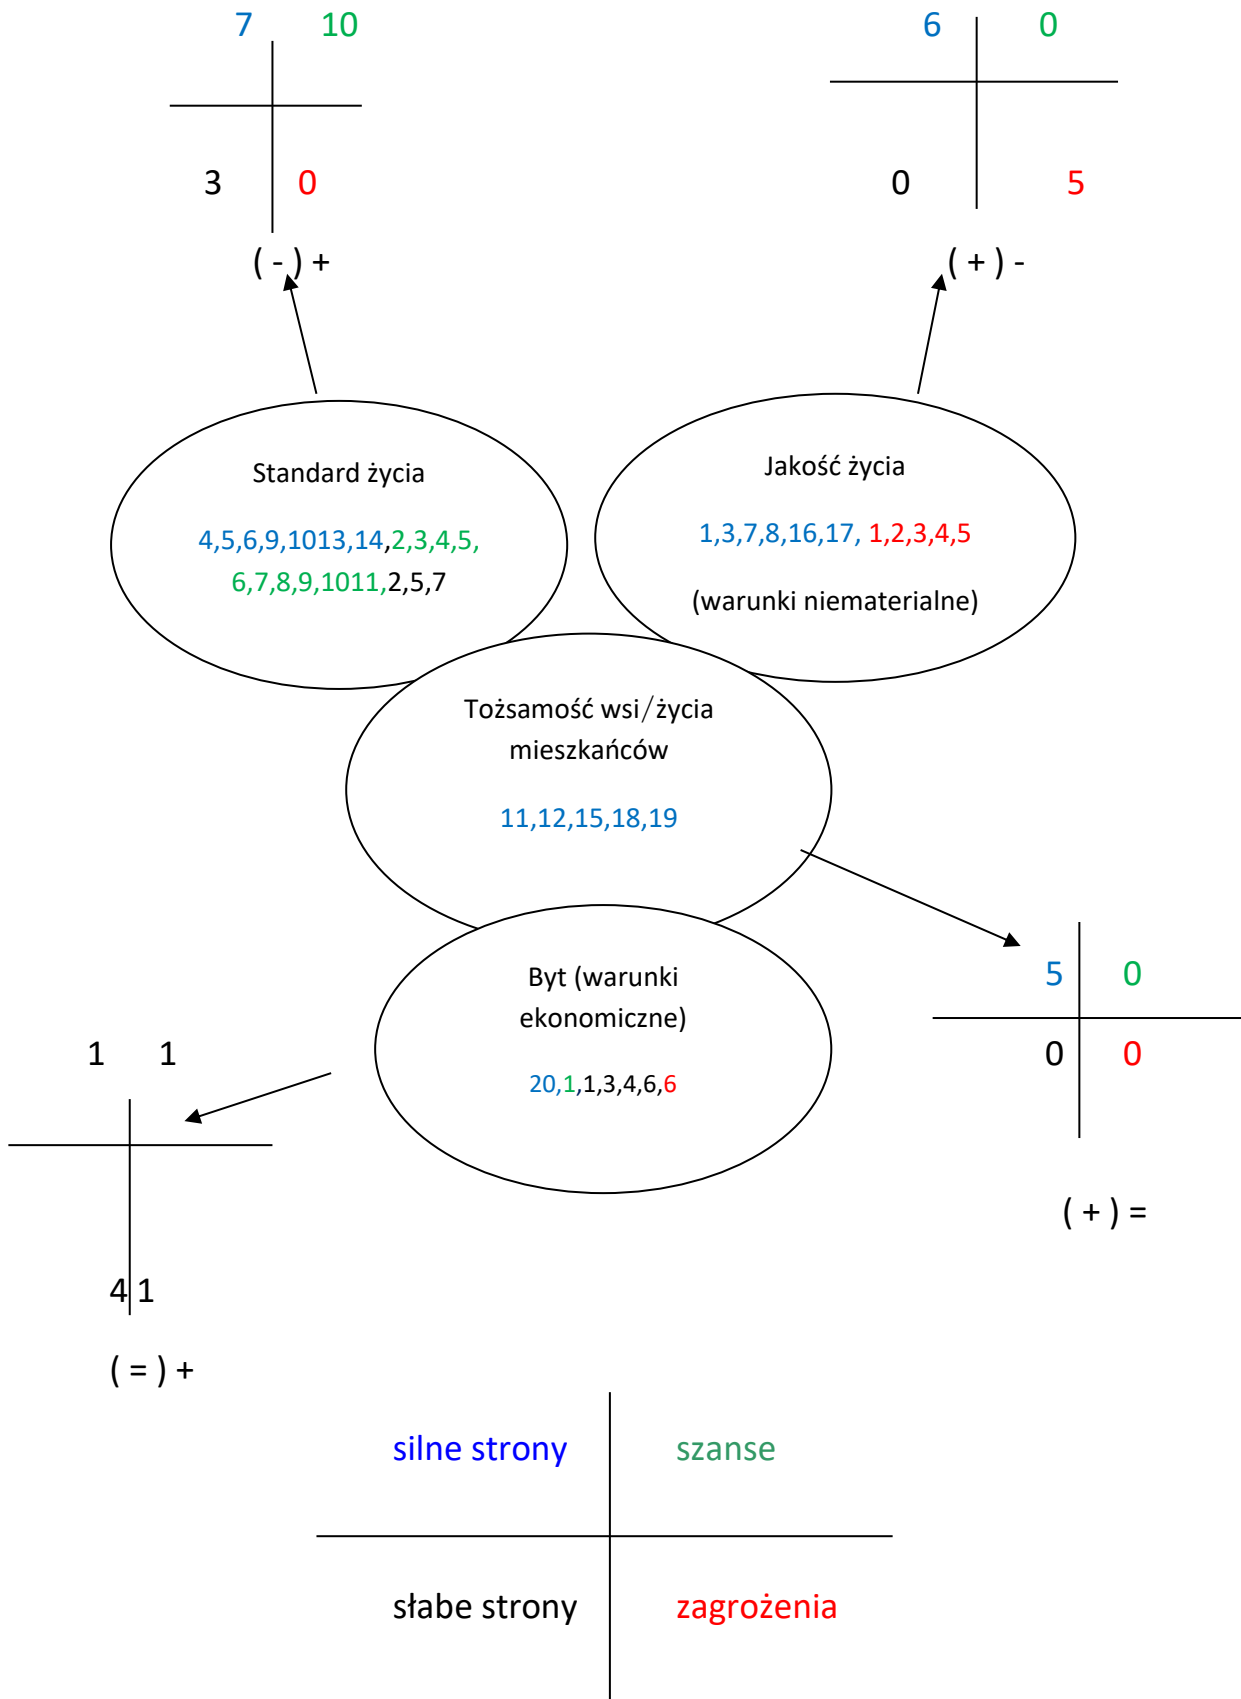 7 10
6 0
3 0
0 5
( - ) +
( + ) -
Standard życia
4,5,6,9,1013,14,2,3,4,5,
6,7,8,9,1011,2,5,7
Jakość życia
1,3,7,8,16,17, 1,2,3,4,5
(warunki niematerialne)
Tożsamość wsi/życia
mieszkańców
11,12,15,18,19
5 0
0 0
( + ) =
Byt (warunki
ekonomiczne)
20,1,1,3,4,6,6
1 1
4 1
( = ) +
silne strony szanse
słabe strony zagrożenia